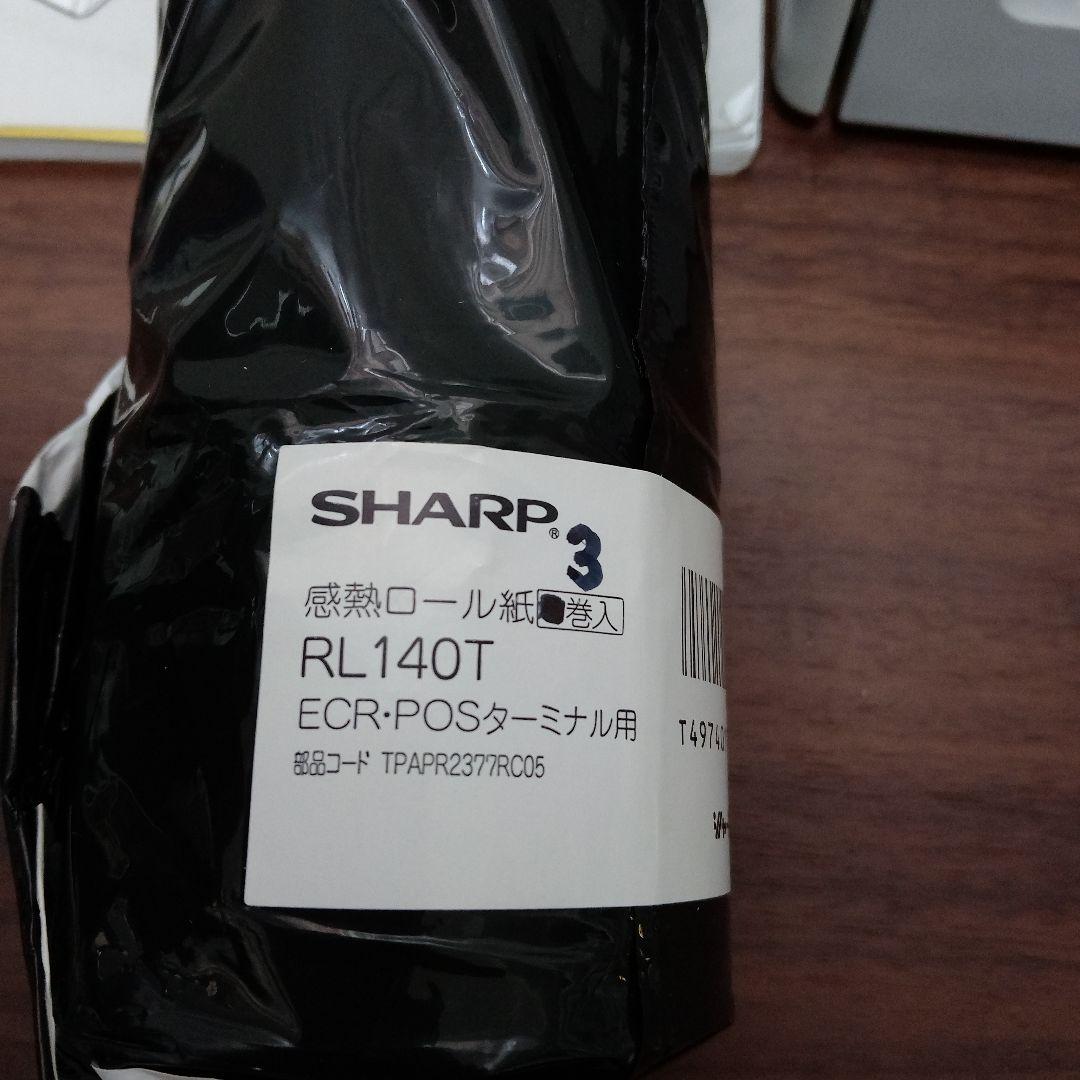 SHARP®
3
感熱ロール紙 巻入
RL140T
ECR・POSターミナル用
部品コード TPAPR2377RC05
T4974